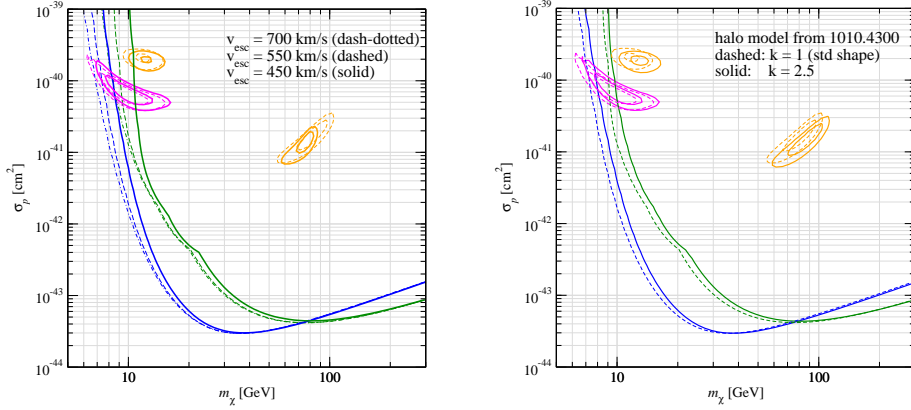 10^-39
10^-40
10^-41
10^-42
10^-43
10^-44
σ_p [cm^2]
v_esc = 700 km/s (dash-dotted)
v_esc = 550 km/s (dashed)
v_esc = 450 km/s (solid)
10
100
m_χ [GeV]
10^-39
10^-40
10^-41
10^-42
10^-43
10^-44
σ_p [cm^2]
halo model from 1010.4300
dashed: k = 1 (std shape)
solid: k = 2.5
10
100
m_χ [GeV]